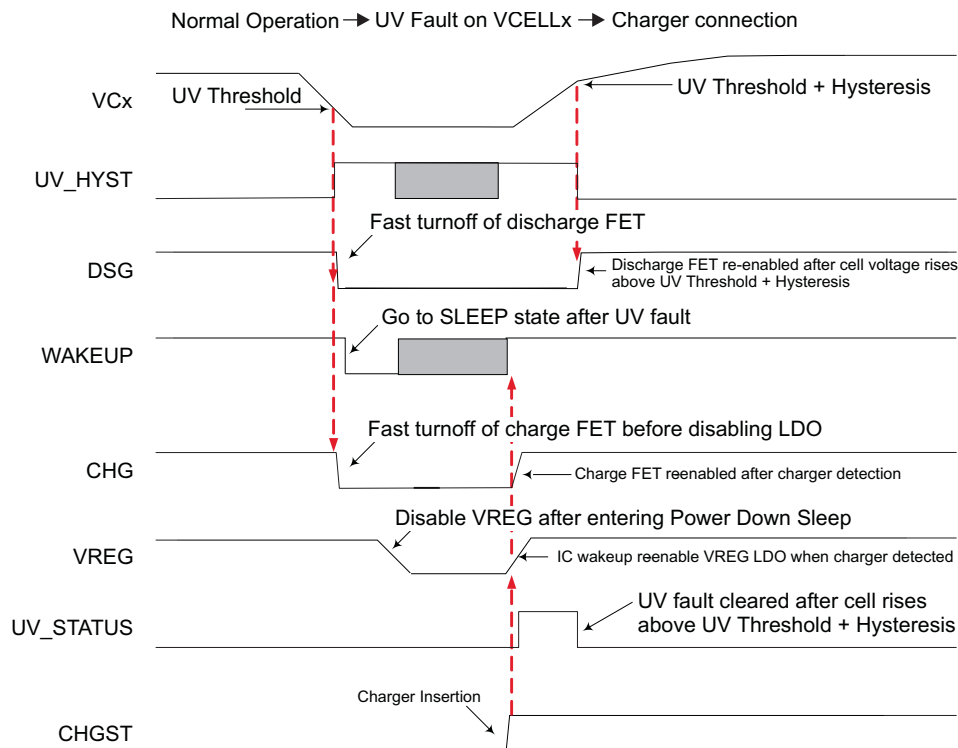 Normal Operation → UV Fault on VCELLx → Charger connection
VCx
UV Threshold
UV Threshold + Hysteresis
UV_HYST
Fast turnoff of discharge FET
DSG
Discharge FET re-enabled after cell voltage rises
above UV Threshold + Hysteresis
Go to SLEEP state after UV fault
WAKEUP
Fast turnoff of charge FET before disabling LDO
CHG
Charge FET reenabled after charger detection
Disable VREG after entering Power Down Sleep
VREG
IC wakeup reenable VREG LDO when charger detected
UV fault cleared after cell rises
above UV Threshold + Hysteresis
UV_STATUS
Charger Insertion
CHGST